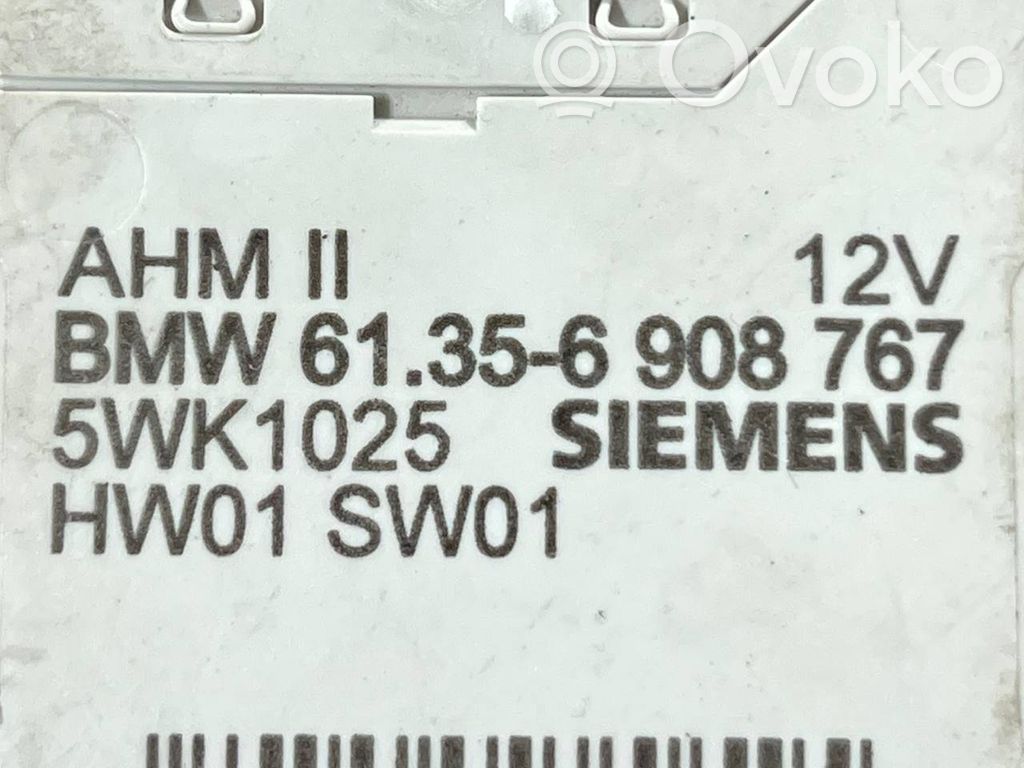 Ovoko
AHM II 12V
BMW 61.35-6 908 767
5WK1025 SIEMENS
HW01 SW01